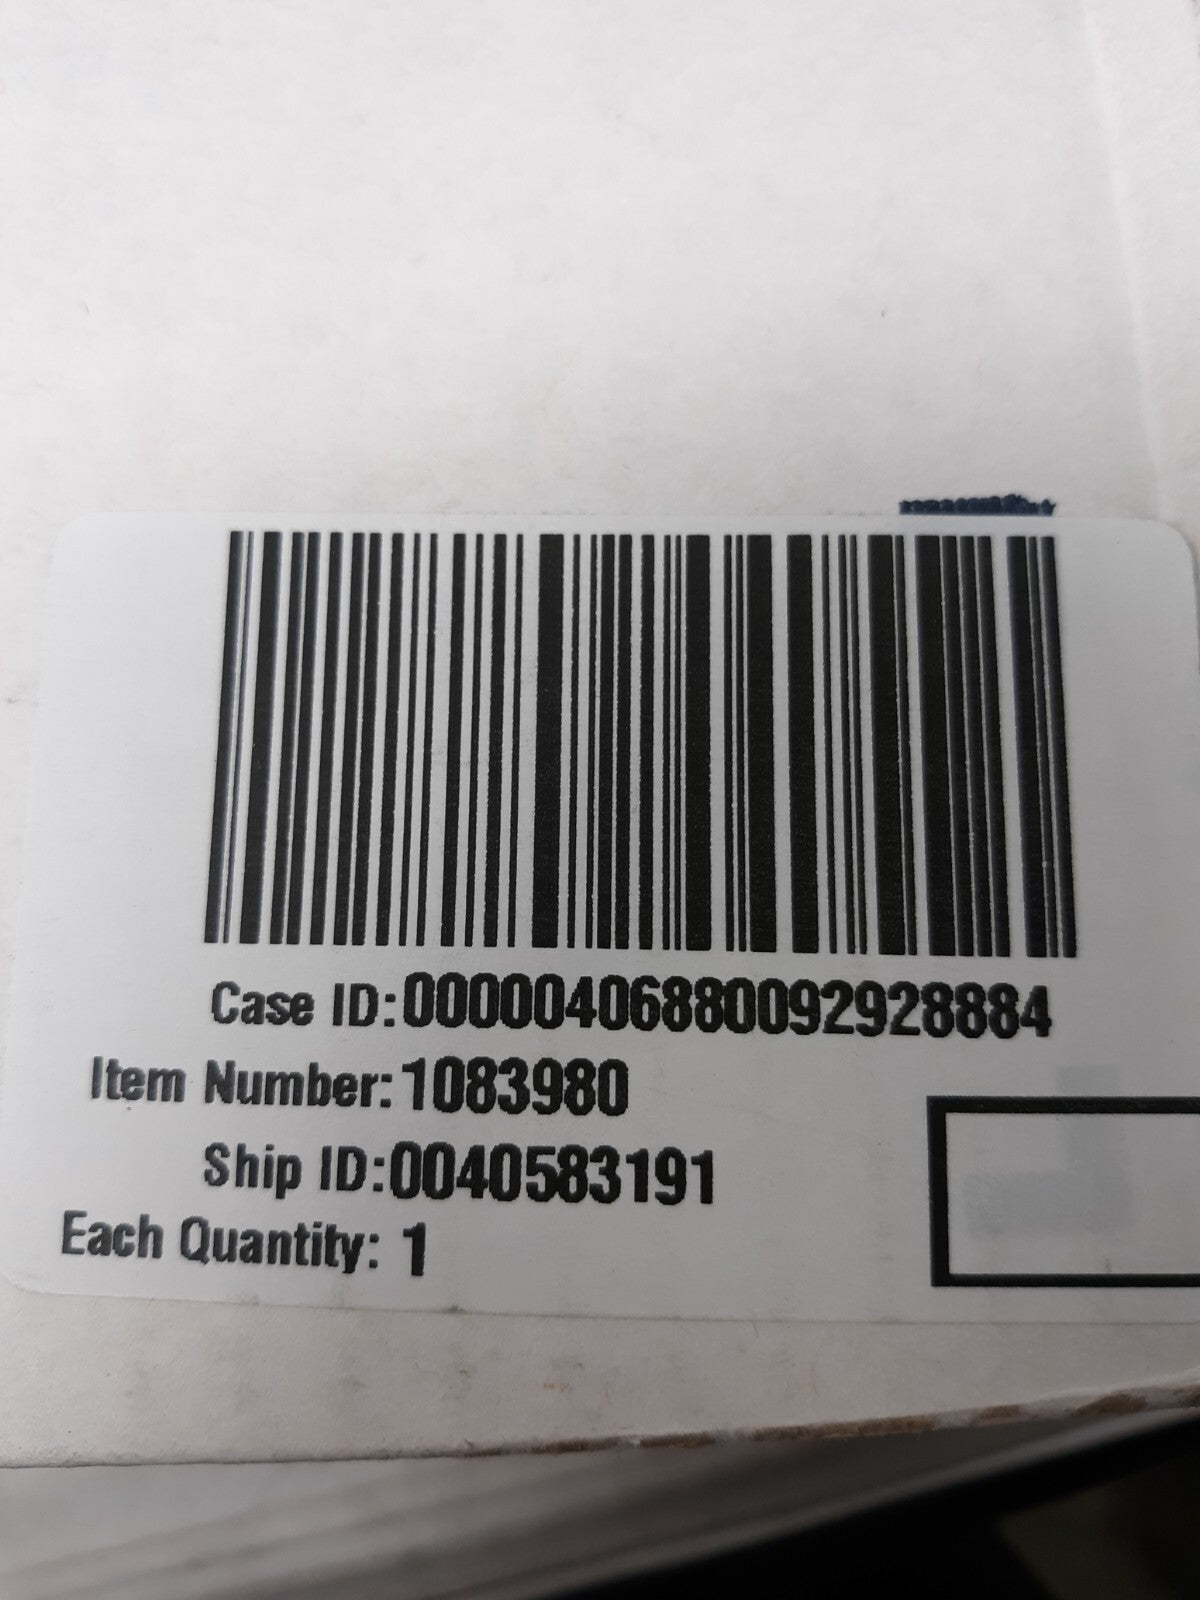 Case ID:00000406880092928884
Item Number:1083980
Ship ID:0040583191
Each Quantity: 1